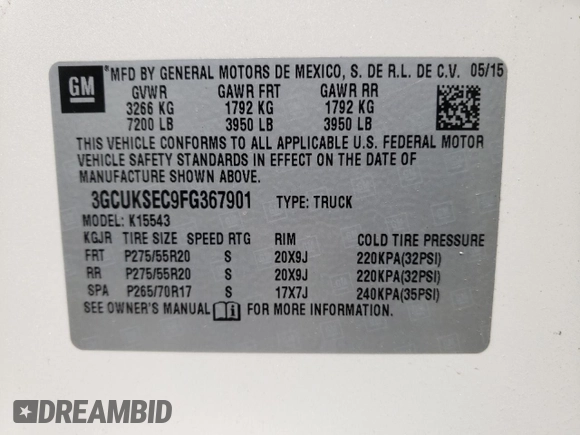 GM *MFD BY GENERAL MOTORS DE MEXICO, S. DE R.L. DE C.V. 05/15
GVWR GAWR FRT GAWR RR
3266 KG 1792 KG 1792 KG
7200 LB 3950 LB 3950 LB
THIS VEHICLE CONFORMS TO ALL APPLICABLE U.S. FEDERAL MOTOR
VEHICLE SAFETY STANDARDS IN EFFECT ON THE DATE OF
MANUFACTURE SHOWN ABOVE.
3GCUKSEC9FG367901 TYPE: TRUCK
MODEL: K15543
KGJR TIRE SIZE SPEED RTG RIM COLD TIRE PRESSURE
FRT P275/55R20 S 20X9J 220KPA(32PSI)
RR P275/55R20 S 20X9J 220KPA(32PSI)
SPA P265/70R17 S 17X7J 240KPA(35PSI)
SEE OWNER'S MANUAL FOR MORE INFORMATION.
DREAMBID